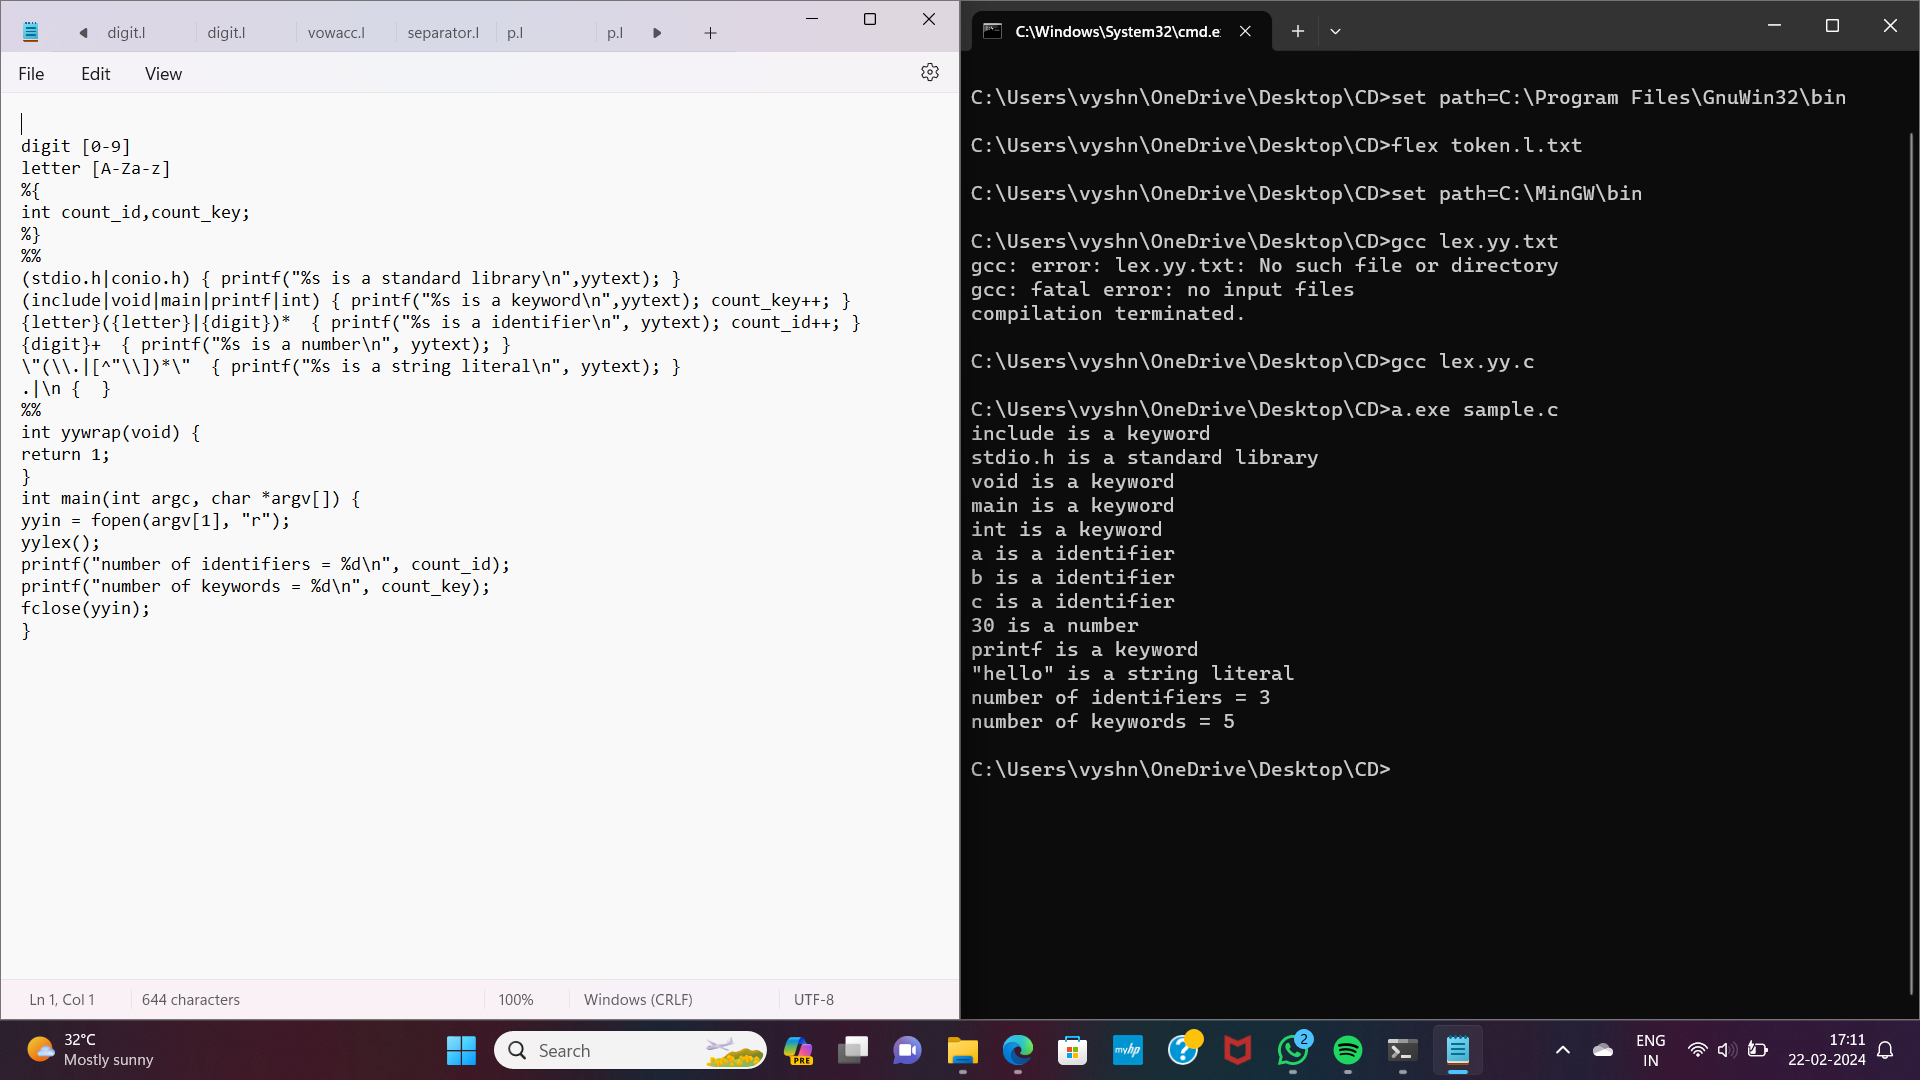 digit.l digit.l vowacc.l separator.l p.l p.l
File Edit View
digit [0-9]
letter [A-Za-z]
%{
int count_id,count_key;
%}
%%
(stdio.h|conio.h) { printf("%s is a standard library\n",yytext); }
(include|void|main|printf|int) { printf("%s is a keyword\n",yytext); count_key++; }
{letter}({letter}|{digit})*  { printf("%s is a identifier\n", yytext); count_id++; }
{digit}+  { printf("%s is a number\n", yytext); }
\"(\\.|[^"\\])*\"  { printf("%s is a string literal\n", yytext); }
.|\n {  }
%%
int yywrap(void) {
return 1;
}
int main(int argc, char *argv[]) {
yyin = fopen(argv[1], "r");
yylex();
printf("number of identifiers = %d\n", count_id);
printf("number of keywords = %d\n", count_key);
fclose(yyin);
}
Ln 1, Col 1 644 characters 100% Windows (CRLF) UTF-8
C:\Windows\System32\cmd.e
C:\Users\vyshn\OneDrive\Desktop\CD>set path=C:\Program Files\GnuWin32\bin
C:\Users\vyshn\OneDrive\Desktop\CD>flex token.l.txt
C:\Users\vyshn\OneDrive\Desktop\CD>set path=C:\MinGW\bin
C:\Users\vyshn\OneDrive\Desktop\CD>gcc lex.yy.txt
gcc: error: lex.yy.txt: No such file or directory
gcc: fatal error: no input files
compilation terminated.
C:\Users\vyshn\OneDrive\Desktop\CD>gcc lex.yy.c
C:\Users\vyshn\OneDrive\Desktop\CD>a.exe sample.c
include is a keyword
stdio.h is a standard library
void is a keyword
main is a keyword
int is a keyword
a is a identifier
b is a identifier
c is a identifier
30 is a number
printf is a keyword
"hello" is a string literal
number of identifiers = 3
number of keywords = 5
C:\Users\vyshn\OneDrive\Desktop\CD>
32°C
Mostly sunny
Search
PRE
myhp
2
ENG
IN
17:11
22-02-2024